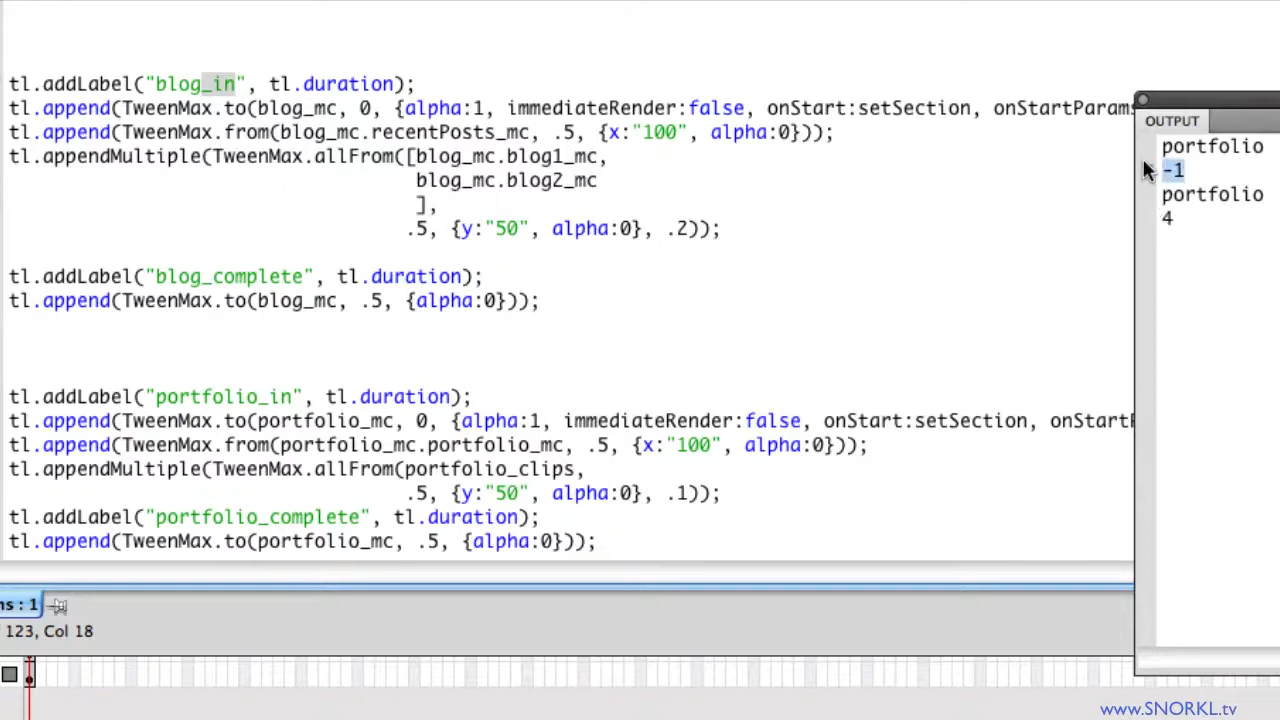 tl.addLabel("blog_in", tl.duration);
tl.append(TweenMax.to(blog_mc, 0, {alpha:1, immediateRender:false, onStart:setSection, onStartParams
tl.append(TweenMax.from(blog_mc.recentPosts_mc, .5, {x:"100", alpha:0}));
tl.appendMultiple(TweenMax.allFrom([blog_mc.blog1_mc,
blog_mc.blog2_mc
],
.5, {y:"50", alpha:0}, .2));
tl.addLabel("blog_complete", tl.duration);
tl.append(TweenMax.to(blog_mc, .5, {alpha:0}));
tl.addLabel("portfolio_in", tl.duration);
tl.append(TweenMax.to(portfolio_mc, 0, {alpha:1, immediateRender:false, onStart:setSection, onStart
tl.append(TweenMax.from(portfolio_mc.portfolio_mc, .5, {x:"100", alpha:0}));
tl.appendMultiple(TweenMax.allFrom(portfolio_clips,
.5, {y:"50", alpha:0}, .1));
tl.addLabel("portfolio_complete", tl.duration);
tl.append(TweenMax.to(portfolio_mc, .5, {alpha:0}));
OUTPUT
portfolio
-1
portfolio
4
ns : 1
123, Col 18
www.SNORKL.tv